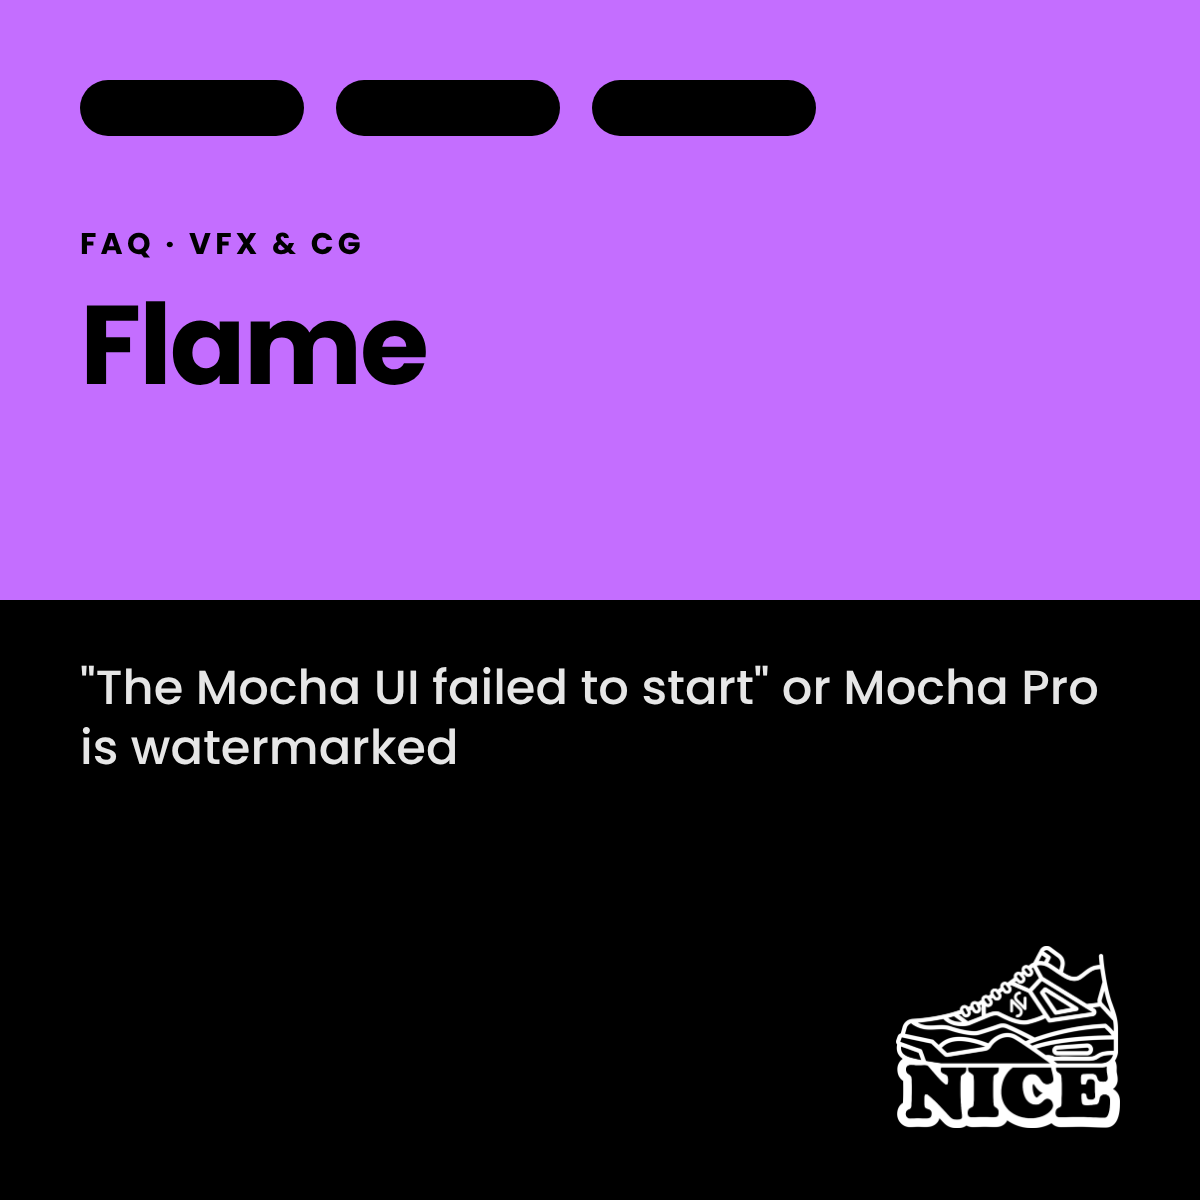 FAQ · VFX & CG
Flame
"The Mocha UI failed to start" or Mocha Pro
is watermarked
NICE